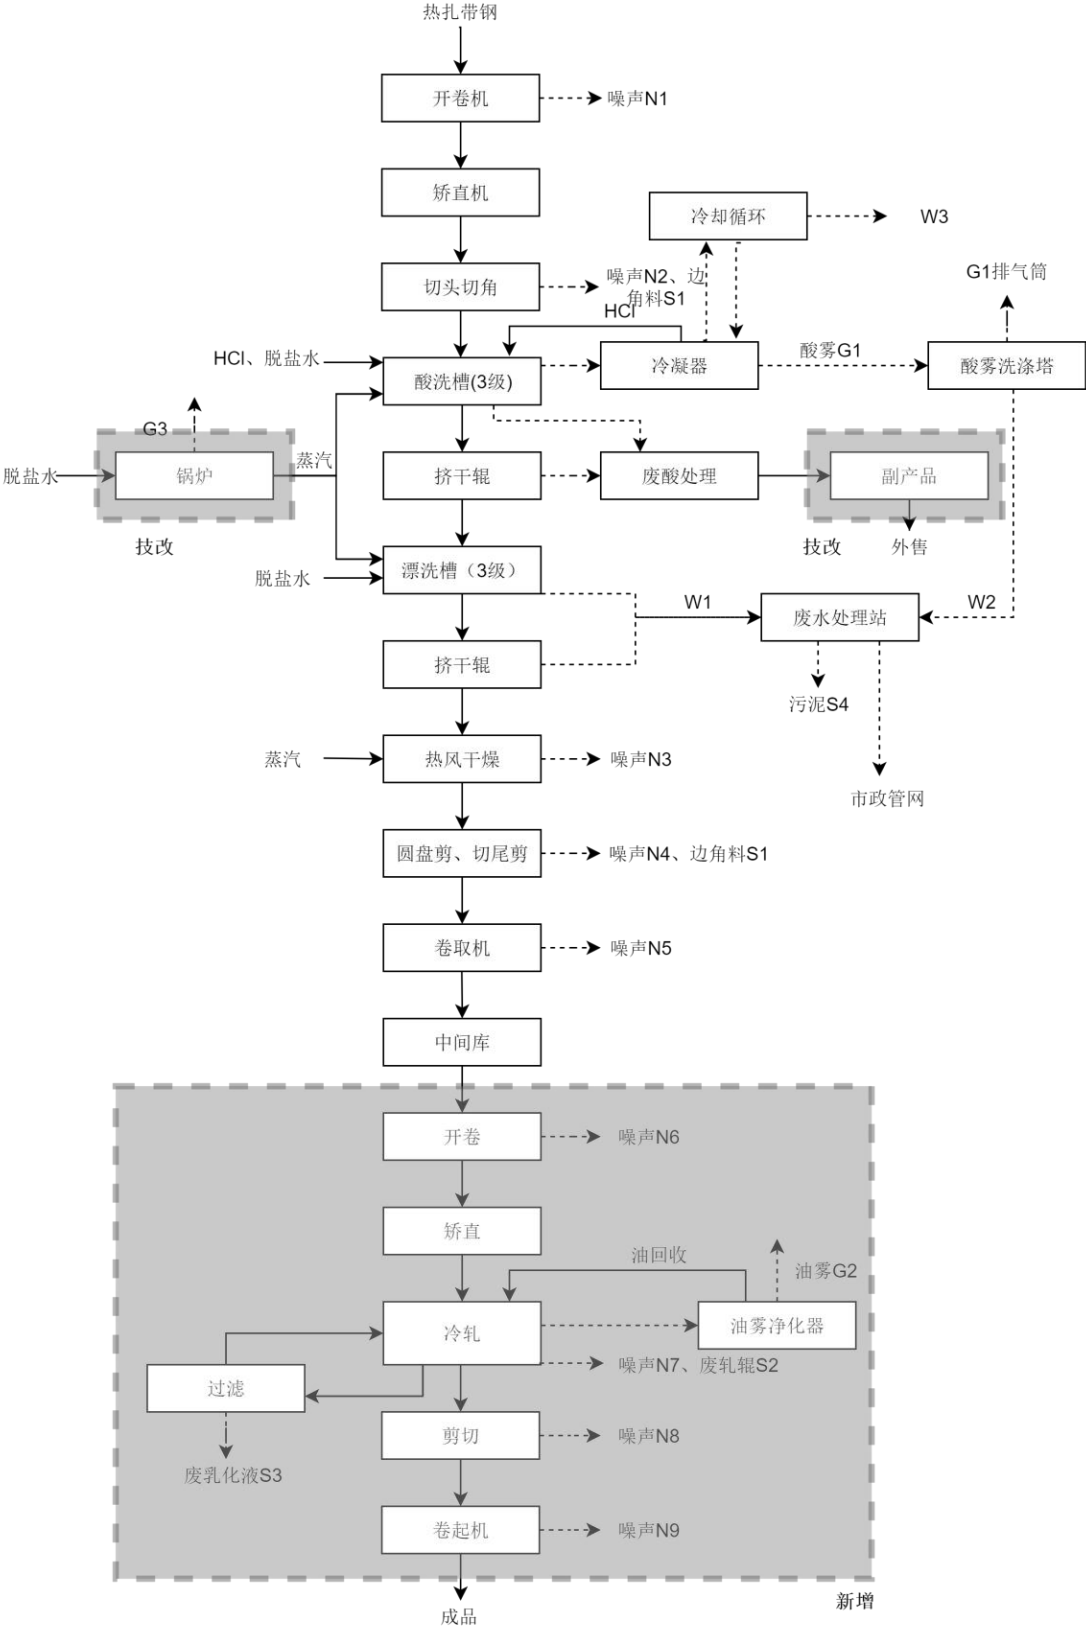 热扎带钢
开卷机
噪声N1
矫直机
冷却循环
W3
切头切角
噪声N2、边
角料S1
G1排气筒
HCl
HCl、脱盐水
酸洗槽(3级)
冷凝器
酸雾G1
酸雾洗涤塔
G3
脱盐水
锅炉
蒸汽
挤干辊
废酸处理
副产品
技改
技改
外售
脱盐水
漂洗槽（3级）
W1
废水处理站
W2
挤干辊
污泥S4
蒸汽
热风干燥
噪声N3
市政管网
圆盘剪、切尾剪
噪声N4、边角料S1
卷取机
噪声N5
中间库
开卷
噪声N6
矫直
油回收
油雾G2
冷轧
油雾净化器
噪声N7、废轧辊S2
过滤
剪切
噪声N8
废乳化液S3
卷起机
噪声N9
新增
成品